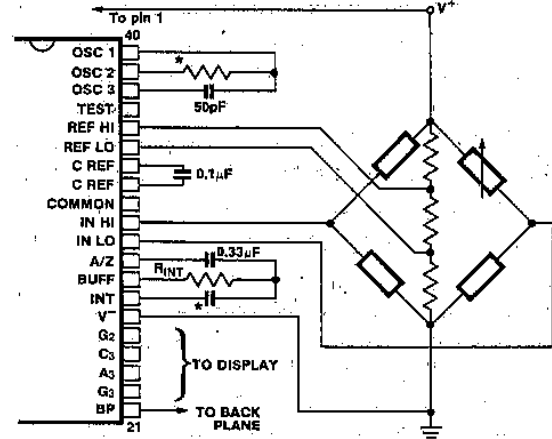 To pin 1
V+
40
OSC 1
OSC 2
*
OSC 3
50pF
TEST
REF HI
REF LO
C REF
0.1µF
C REF
COMMON
IN HI
IN LO
A/Z
0.33µF
BUFF
RINT
INT
*
V−
G2
C3
TO DISPLAY
A3
G3
BP
TO BACK
PLANE
21